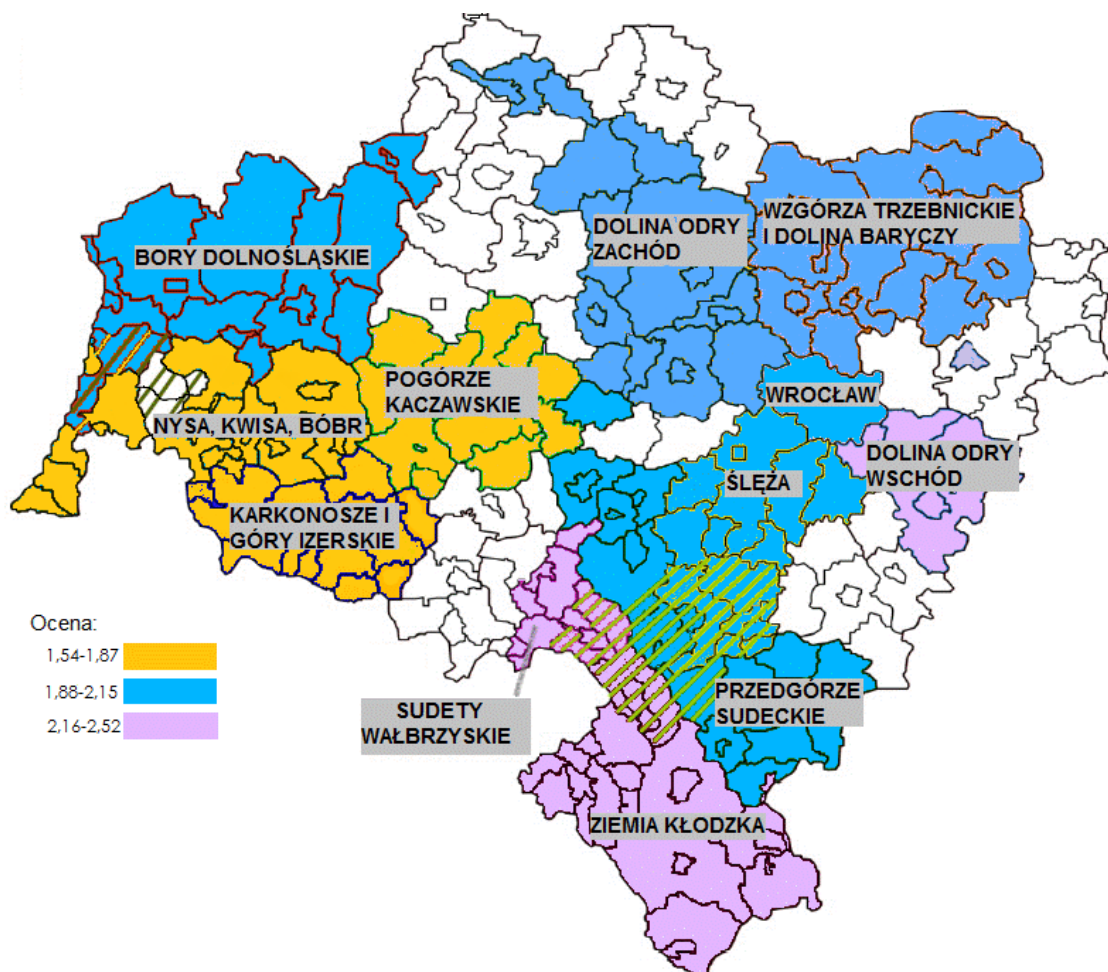 DOLINA ODRY
ZACHÓD
WZGÓRZA TRZEBNICKIE
I DOLINA BARYCZY
BORY DOLNOŚLĄSKIE
POGÓRZE
KACZAWSKIE
WROCŁAW
NYSA, KWISA, BÓBR
DOLINA ODRY
WSCHÓD
ŚLĘŻA
KARKONOSZE I
GÓRY IZERSKIE
Ocena:
1,54-1,87
1,88-2,15
2,16-2,52
PRZEDGÓRZE
SUDECKIE
SUDETY
WAŁBRZYSKIE
ZIEMIA KŁODZKA